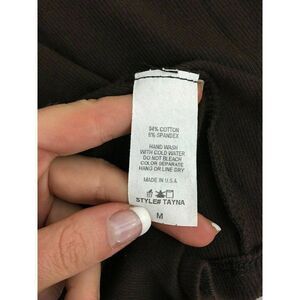 94% COTTON
6% SPANDEX
HAND WASH
WITH COLD WATER
DO NOT BLEACH
COLOR SEPARATE
HANG OR LINE DRY
MADE IN U.S.A
STYLE# TAYNA
M